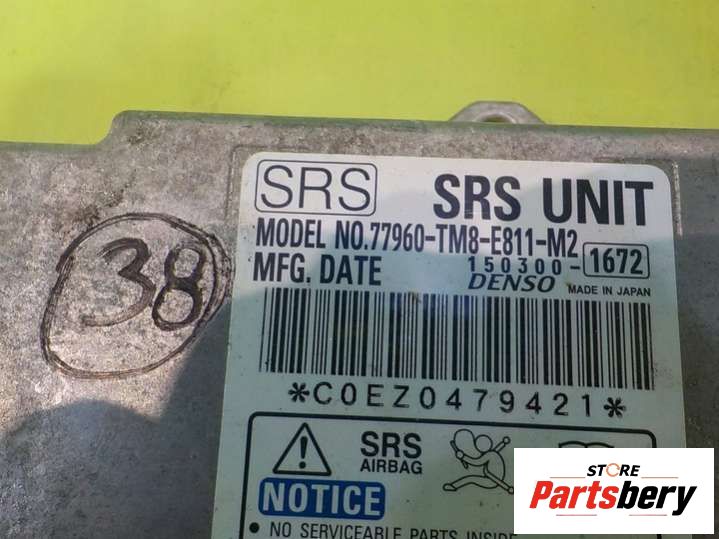 38
SRS SRS UNIT
MODEL NO.77960-TM8-E811-M2
MFG. DATE 150300-1672
DENSO MADE IN JAPAN
*C0EZ0479421*
SRS
AIRBAG
NOTICE
• NO SERVICEABLE PARTS INSIDE
STORE
Partsbery